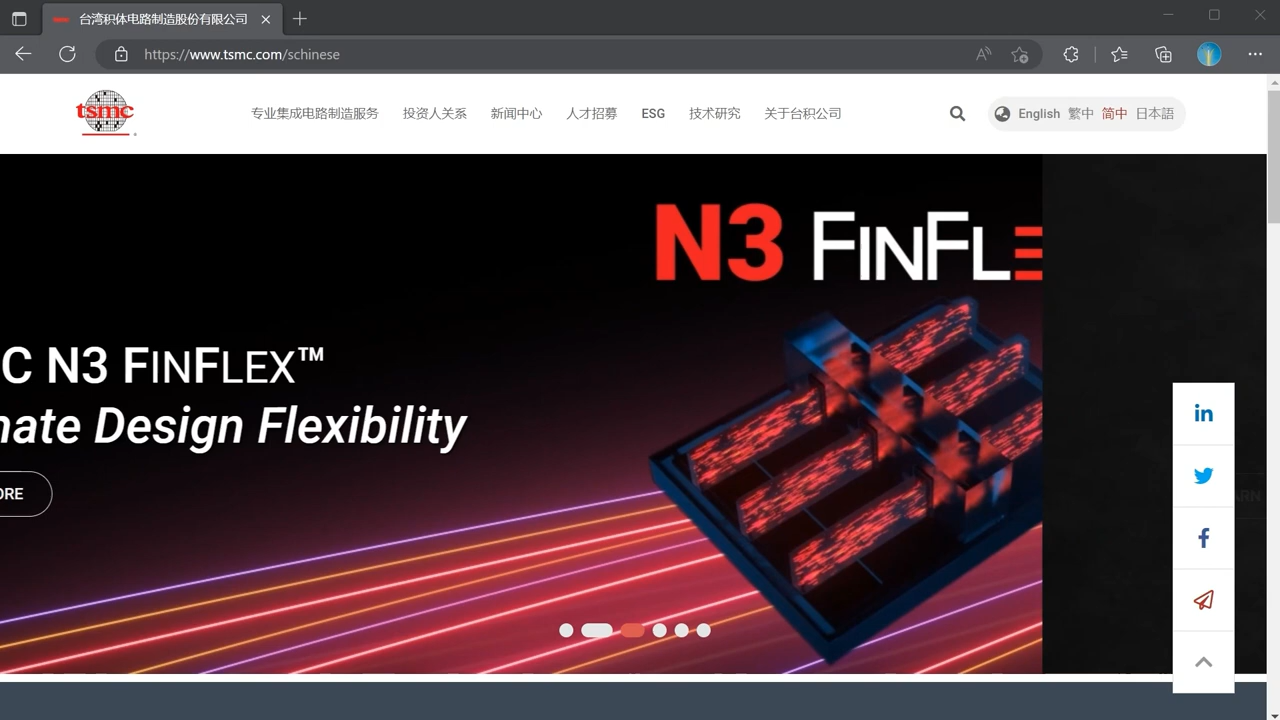 台湾积体电路制造股份有限公司
https://www.tsmc.com/schinese
tsmc
专业集成电路制造服务 投资人关系 新闻中心 人才招募 ESG 技术研究 关于台积公司
English 繁中 简中 日本語
N3 FINFLE
C N3 FINFLEX™
nate Design Flexibility
ORE
in